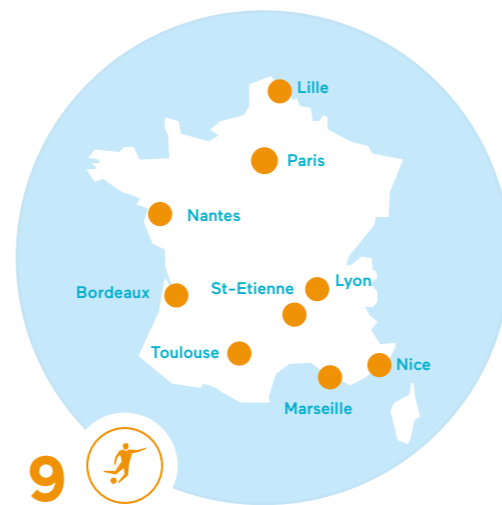 Lille
Paris
Nantes
Lyon
St-Etienne
Bordeaux
Toulouse
Nice
Marseille
9